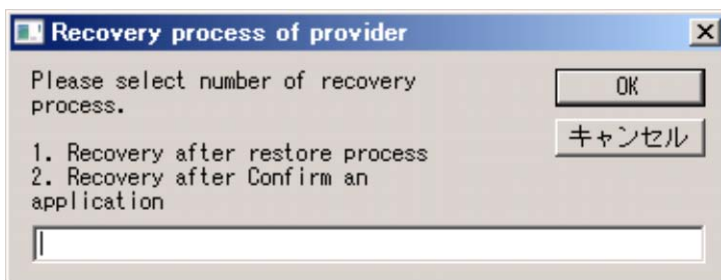 Recovery process of provider
Please select number of recovery
process.
OK
キャンセル
1. Recovery after restore process
2. Recovery after Confirm an
application